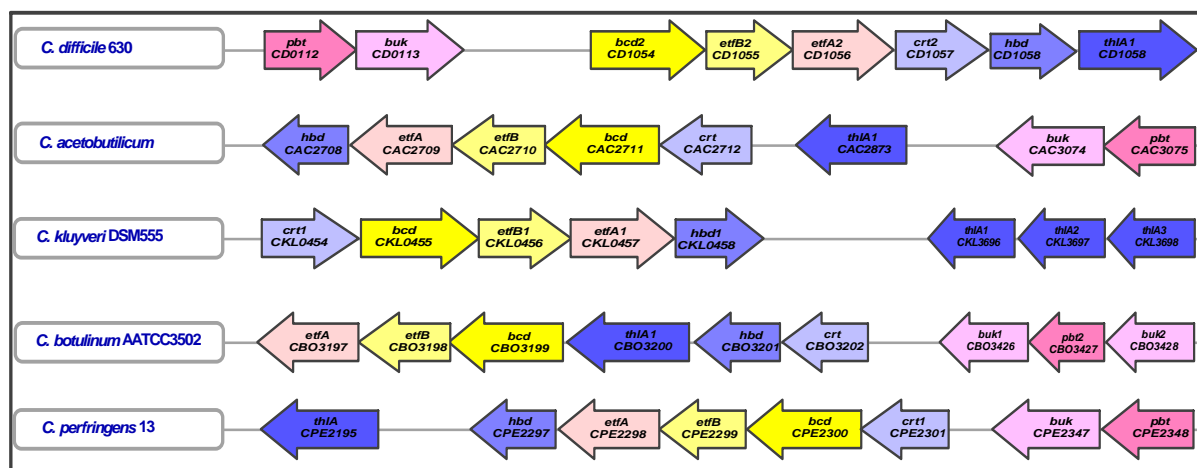 C. difficile 630
pbt
CD0112
buk
CD0113
bcd2
CD1054
etfB2
CD1055
etfA2
CD1056
crt2
CD1057
hbd
CD1058
thlA1
CD1058
C. acetobutilicum
hbd
CAC2708
etfA
CAC2709
etfB
CAC2710
bcd
CAC2711
crt
CAC2712
thlA1
CAC2873
buk
CAC3074
pbt
CAC3075
C. kluyveri DSM555
crt1
CKL0454
bcd
CKL0455
etfB1
CKL0456
etfA1
CKL0457
hbd1
CKL0458
thlA1
CKL3696
thlA2
CKL3697
thlA3
CKL3698
C. botulinum AATCC3502
etfA
CBO3197
etfB
CBO3198
bcd
CBO3199
thlA1
CBO3200
hbd
CBO3201
crt
CBO3202
buk1
CBO3426
pbt2
CBO3427
buk2
CBO3428
C. perfringens 13
thlA
CPE2195
hbd
CPE2297
etfA
CPE2298
etfB
CPE2299
bcd
CPE2300
crt1
CPE2301
buk
CPE2347
pbt
CPE2348